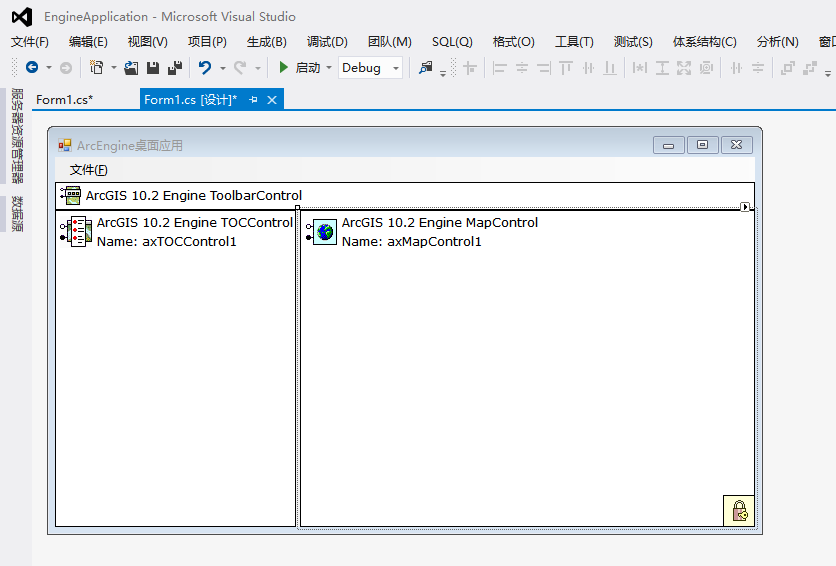 EngineApplication - Microsoft Visual Studio
文件(F) 编辑(E) 视图(V) 项目(P) 生成(B) 调试(D) 团队(M) SQL(Q) 格式(O) 工具(T) 测试(S) 体系结构(C) 分析(N) 窗口
启动 Debug
Form1.cs* Form1.cs [设计]*
服务器资源管理器
数据源
ArcEngine桌面应用
文件(F)
ArcGIS 10.2 Engine ToolbarControl
ArcGIS 10.2 Engine TOCControl
Name: axTOCControl1
ArcGIS 10.2 Engine MapControl
Name: axMapControl1